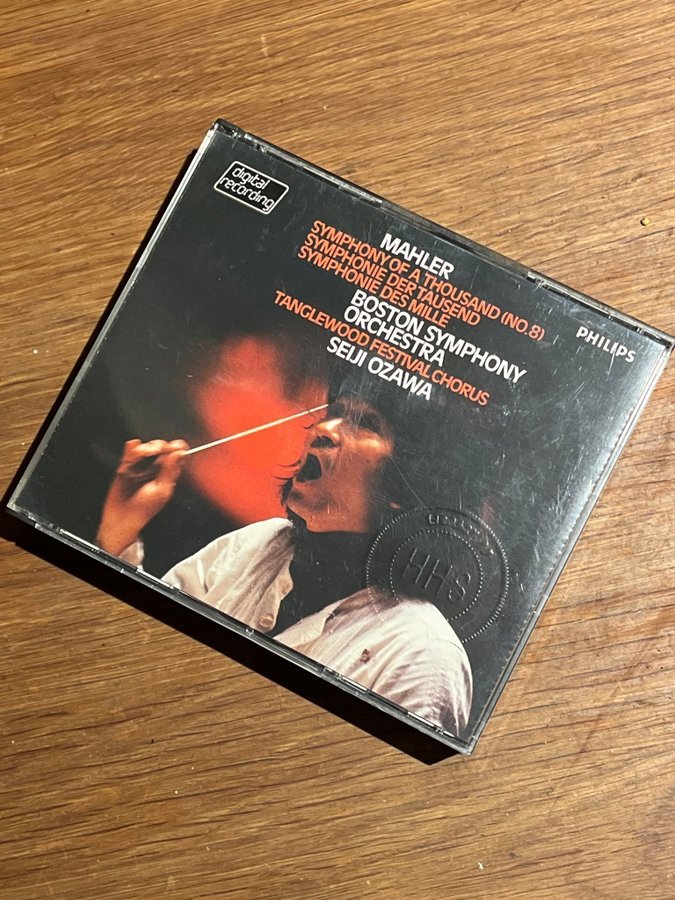 digital
recording
MAHLER
SYMPHONY OF A THOUSAND (NO.8)
SYMPHONIE DER TAUSEND
SYMPHONIE DES MILLE
BOSTON SYMPHONY
ORCHESTRA
TANGLEWOOD FESTIVAL CHORUS
SEIJI OZAWA
PHILIPS
HHS